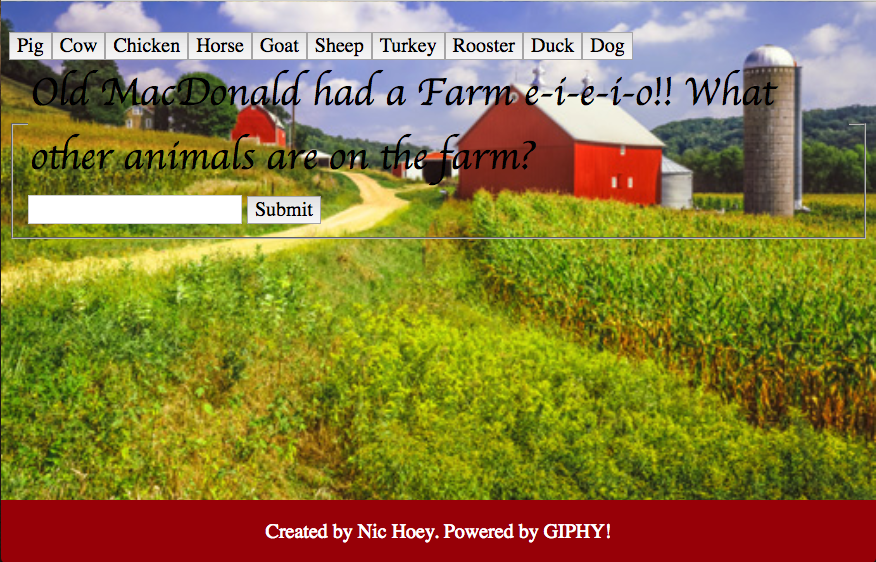 Pig Cow Chicken Horse Goat Sheep Turkey Rooster Duck Dog
Old MacDonald had a Farm e-i-e-i-o!! What
other animals are on the farm?
Submit
Created by Nic Hoey. Powered by GIPHY!